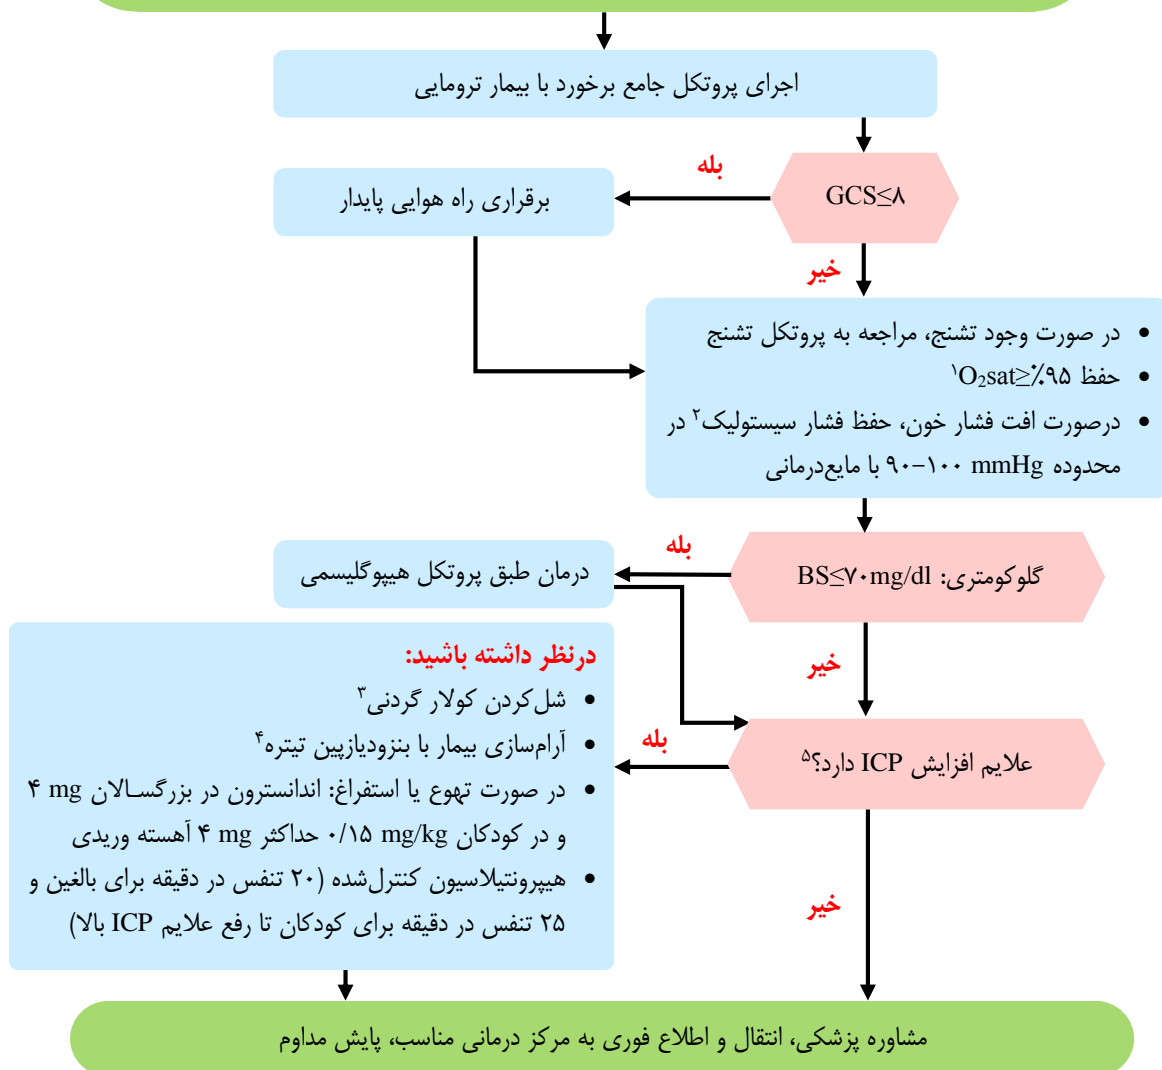 اجرای پروتکل جامع برخورد با بیمار ترومایی
GCS≤۸
بله
برقراری راه هوایی پایدار
خیر
• در صورت وجود تشنج، مراجعه به پروتکل تشنج
• حفظ O₂sat≥٪۹۵¹
• درصورت افت فشار خون، حفظ فشار سیستولیک² در
محدوده ۹۰–۱۰۰ mmHg با مایع‌درمانی
گلوکومتری: BS≤۷۰mg/dl
بله
درمان طبق پروتکل هیپوگلیسمی
خیر
علایم افزایش ICP دارد؟⁵
بله
درنظر داشته باشید:
• شل‌کردن کولار گردنی³
• آرام‌سازی بیمار با بنزودیازپین تیتره⁴
• در صورت تهوع یا استفراغ: اندانسترون در بزرگسـالان ۴ mg
و در کودکان ۰/۱۵ mg/kg حداکثر ۴ mg آهسته وریدی
• هیپرونتیلاسیون کنترل‌شده (۲۰ تنفس در دقیقه برای بالغین و
۲۵ تنفس در دقیقه برای کودکان تا رفع علایم ICP بالا)
خیر
مشاوره پزشکی، انتقال و اطلاع فوری به مرکز درمانی مناسب، پایش مداوم